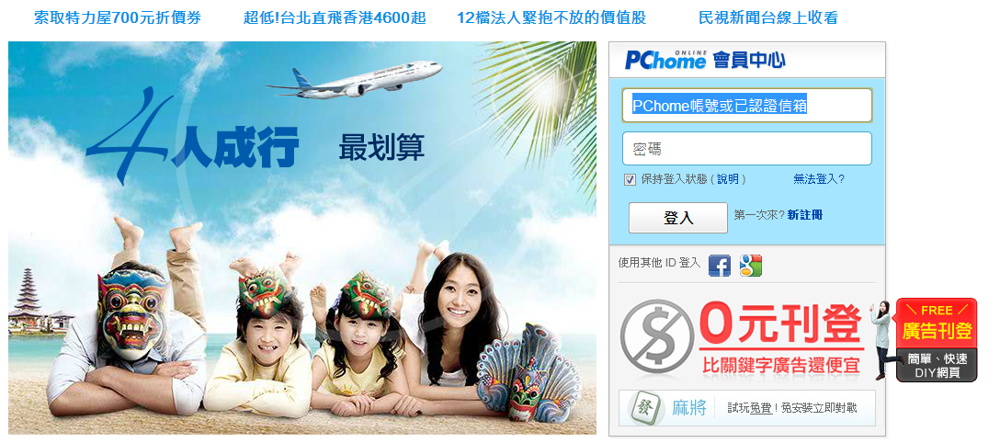 索取特力屋700元折價券
超低!台北直飛香港4600起
12檔法人緊抱不放的價值股
民視新聞台線上收看
4人成行 最划算
PChome ONLINE 會員中心
PChome帳號或已認證信箱
密碼
保持登入狀態 ( 說明 ) 無法登入?
登入 第一次來? 新註冊
使用其他 ID 登入
0元刊登
比關鍵字廣告還便宜
FREE
廣告刊登
簡單、快速
DIY網頁
發 麻將 試玩免費 ! 免安裝立即對戰